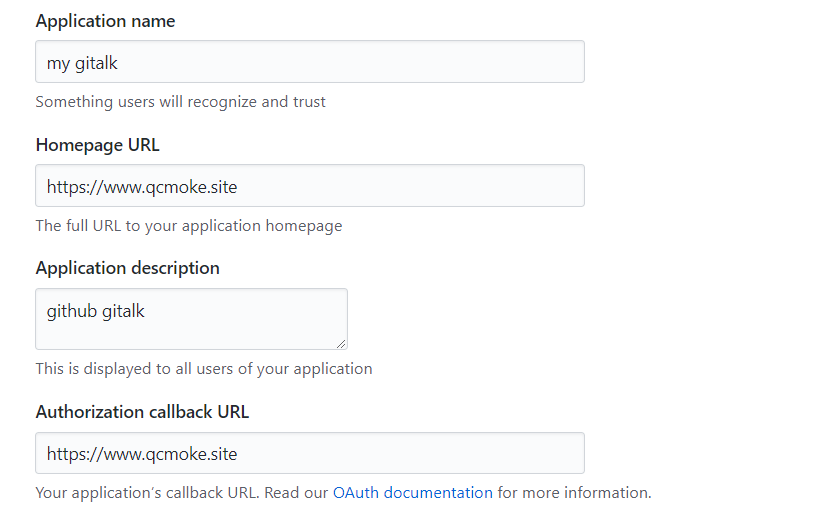 Application name
my gitalk
Something users will recognize and trust
Homepage URL
https://www.qcmoke.site
The full URL to your application homepage
Application description
github gitalk
This is displayed to all users of your application
Authorization callback URL
https://www.qcmoke.site
Your application's callback URL. Read our OAuth documentation for more information.